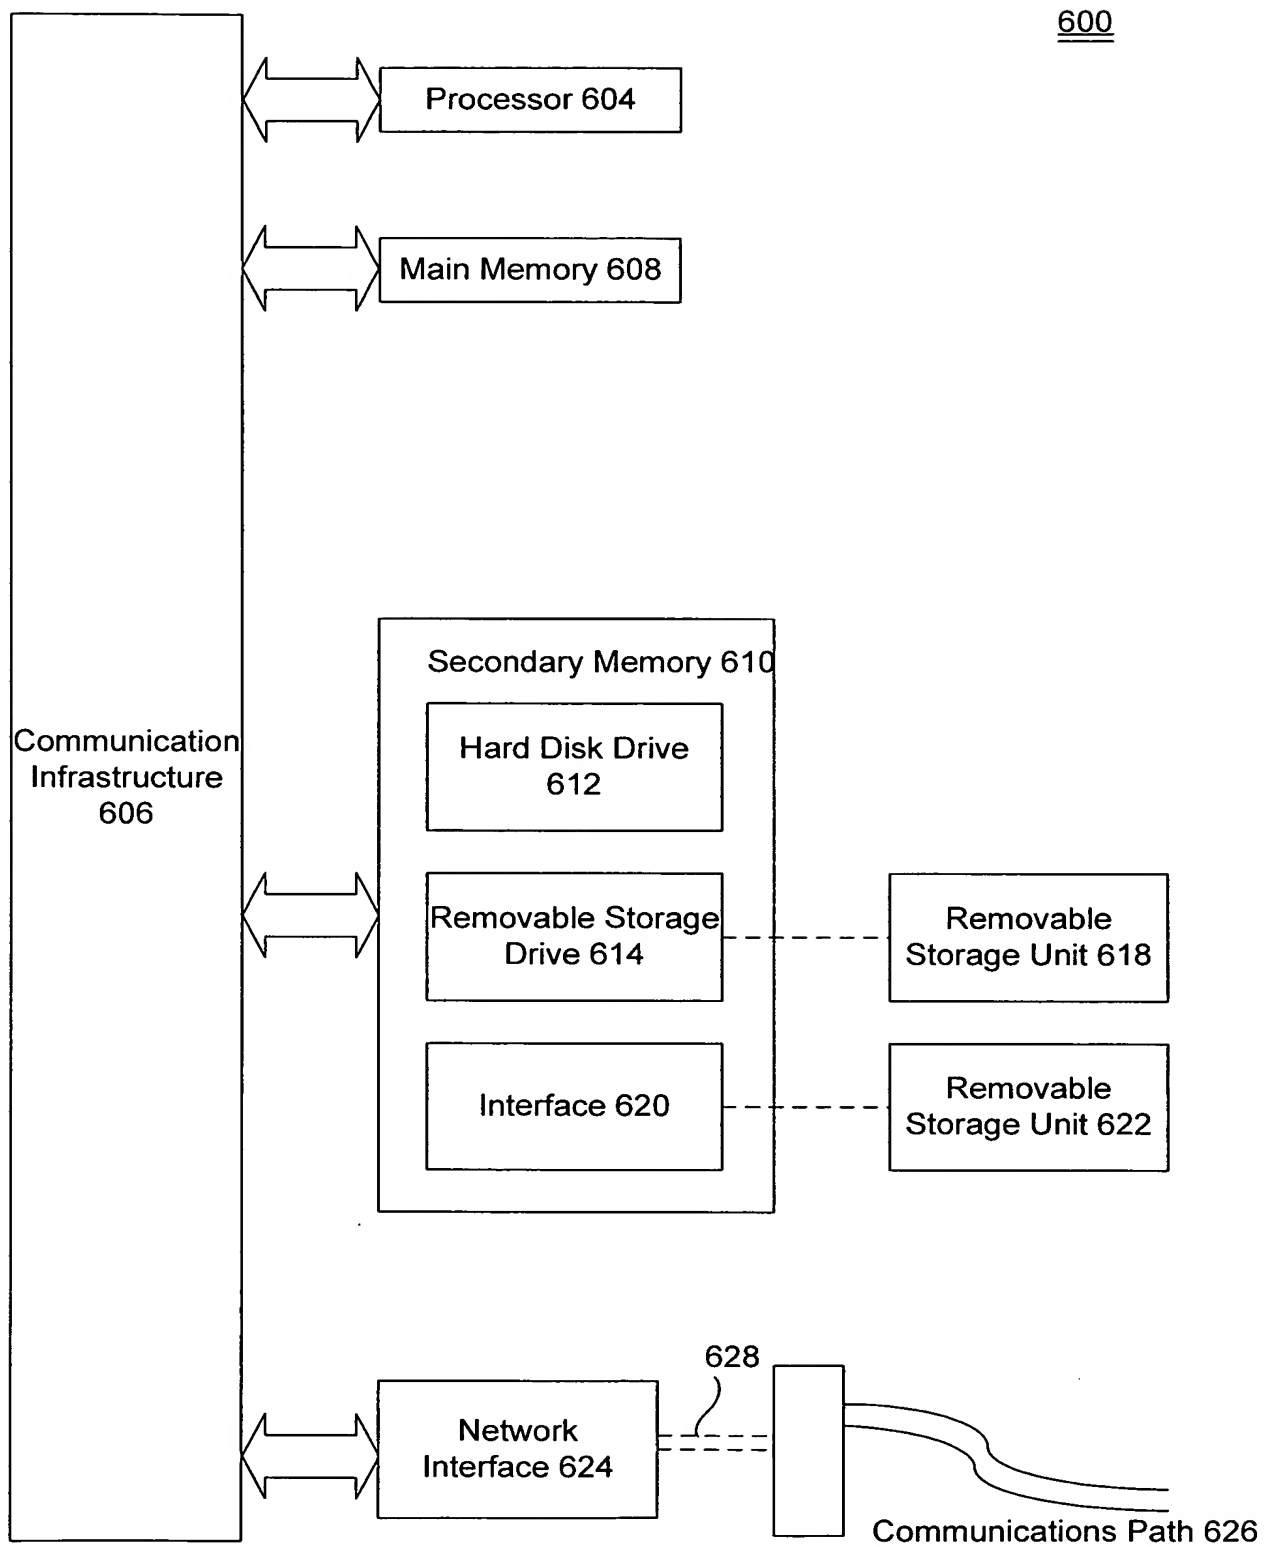 600
Processor 604
Main Memory 608
Communication
Infrastructure
606
Secondary Memory 610
Hard Disk Drive
612
Removable Storage
Drive 614
Removable
Storage Unit 618
Interface 620
Removable
Storage Unit 622
628
Network
Interface 624
Communications Path 626